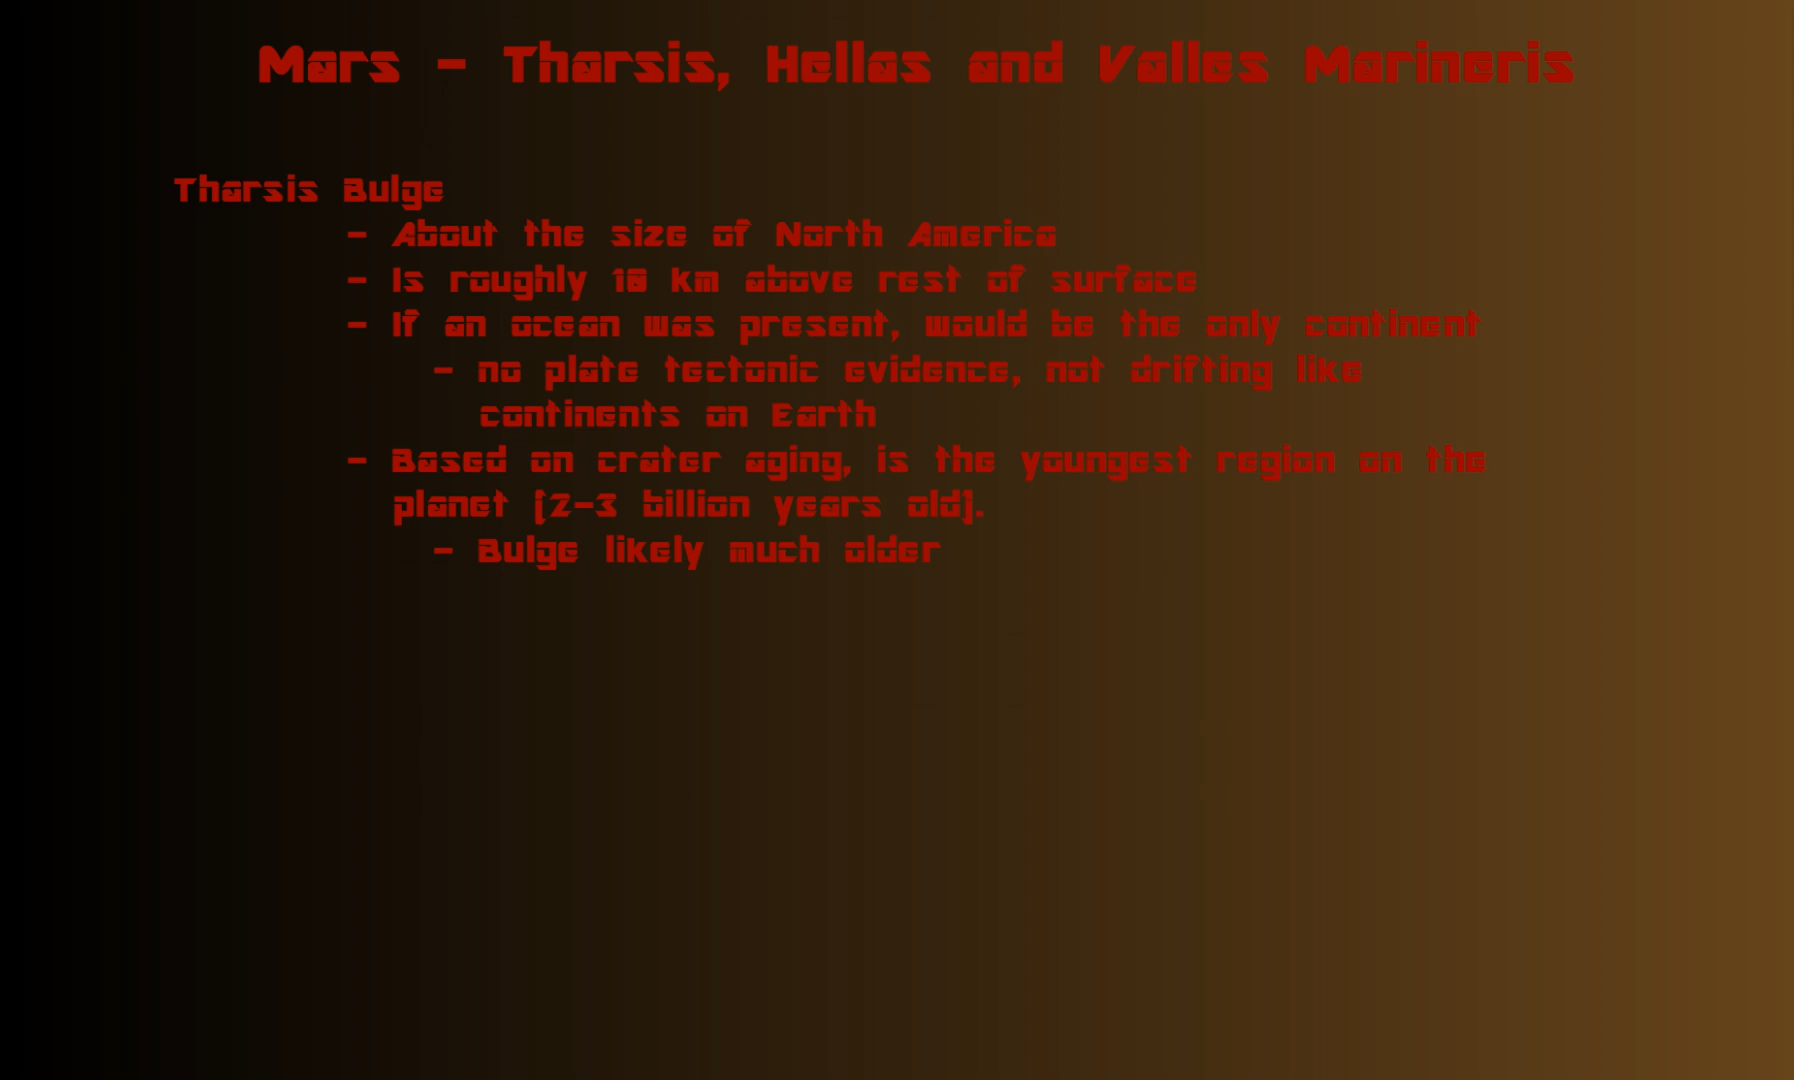 Mars - Tharsis, Hellas and Valles Marineris
Tharsis Bulge
- About the size of North America
- Is roughly 10 km above rest of surface
- If an ocean was present, would be the only continent
- no plate tectonic evidence, not drifting like
continents on Earth
- Based on crater aging, is the youngest region on the
planet (2-3 billion years old).
- Bulge likely much older